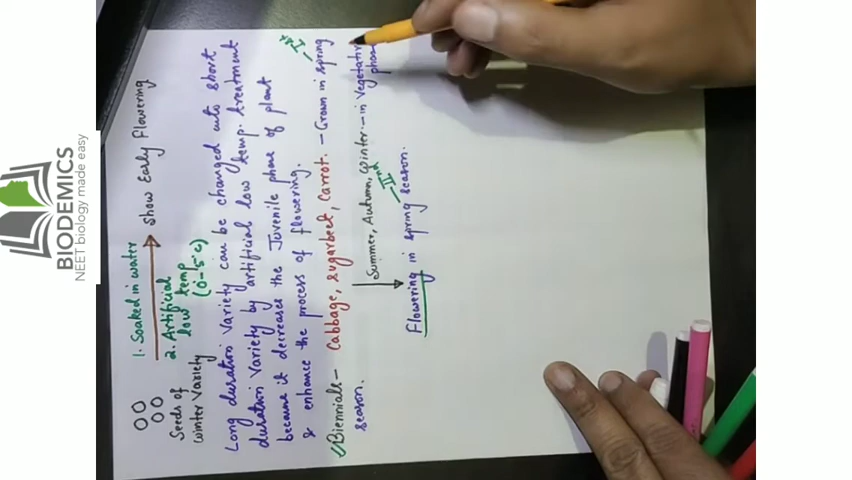 BIODEMICS
NEET biology made easy
1. Soaked in water
2. Artificial
low temp
(0-5°c)
Seeds of
winter variety
Show Early Flowering
Long duration variety can be changed into short
duration variety by artificial low temp. treatment
because it decreases the Juvenile phase of plant
& enhance the process of flowering.
Biennials - Cabbage, sugarbeet, Carrot. - Grown in spring
season.
Ist
Summer, Autumn, winter - in Vegetativ
phase
IInd
Flowering in spring season.